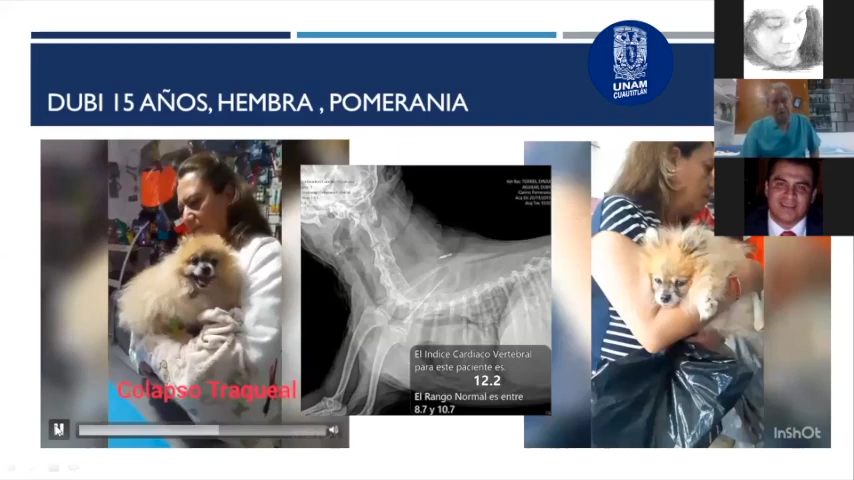 UNAM
CUAUTITLÁN
DUBI 15 AÑOS, HEMBRA , POMERANIA
Colapso Traqueal
El Indice Cardiaco Vertebral
para este paciente es
12.2
El Rango Normal es entre
8.7 y 10.7
InShOt